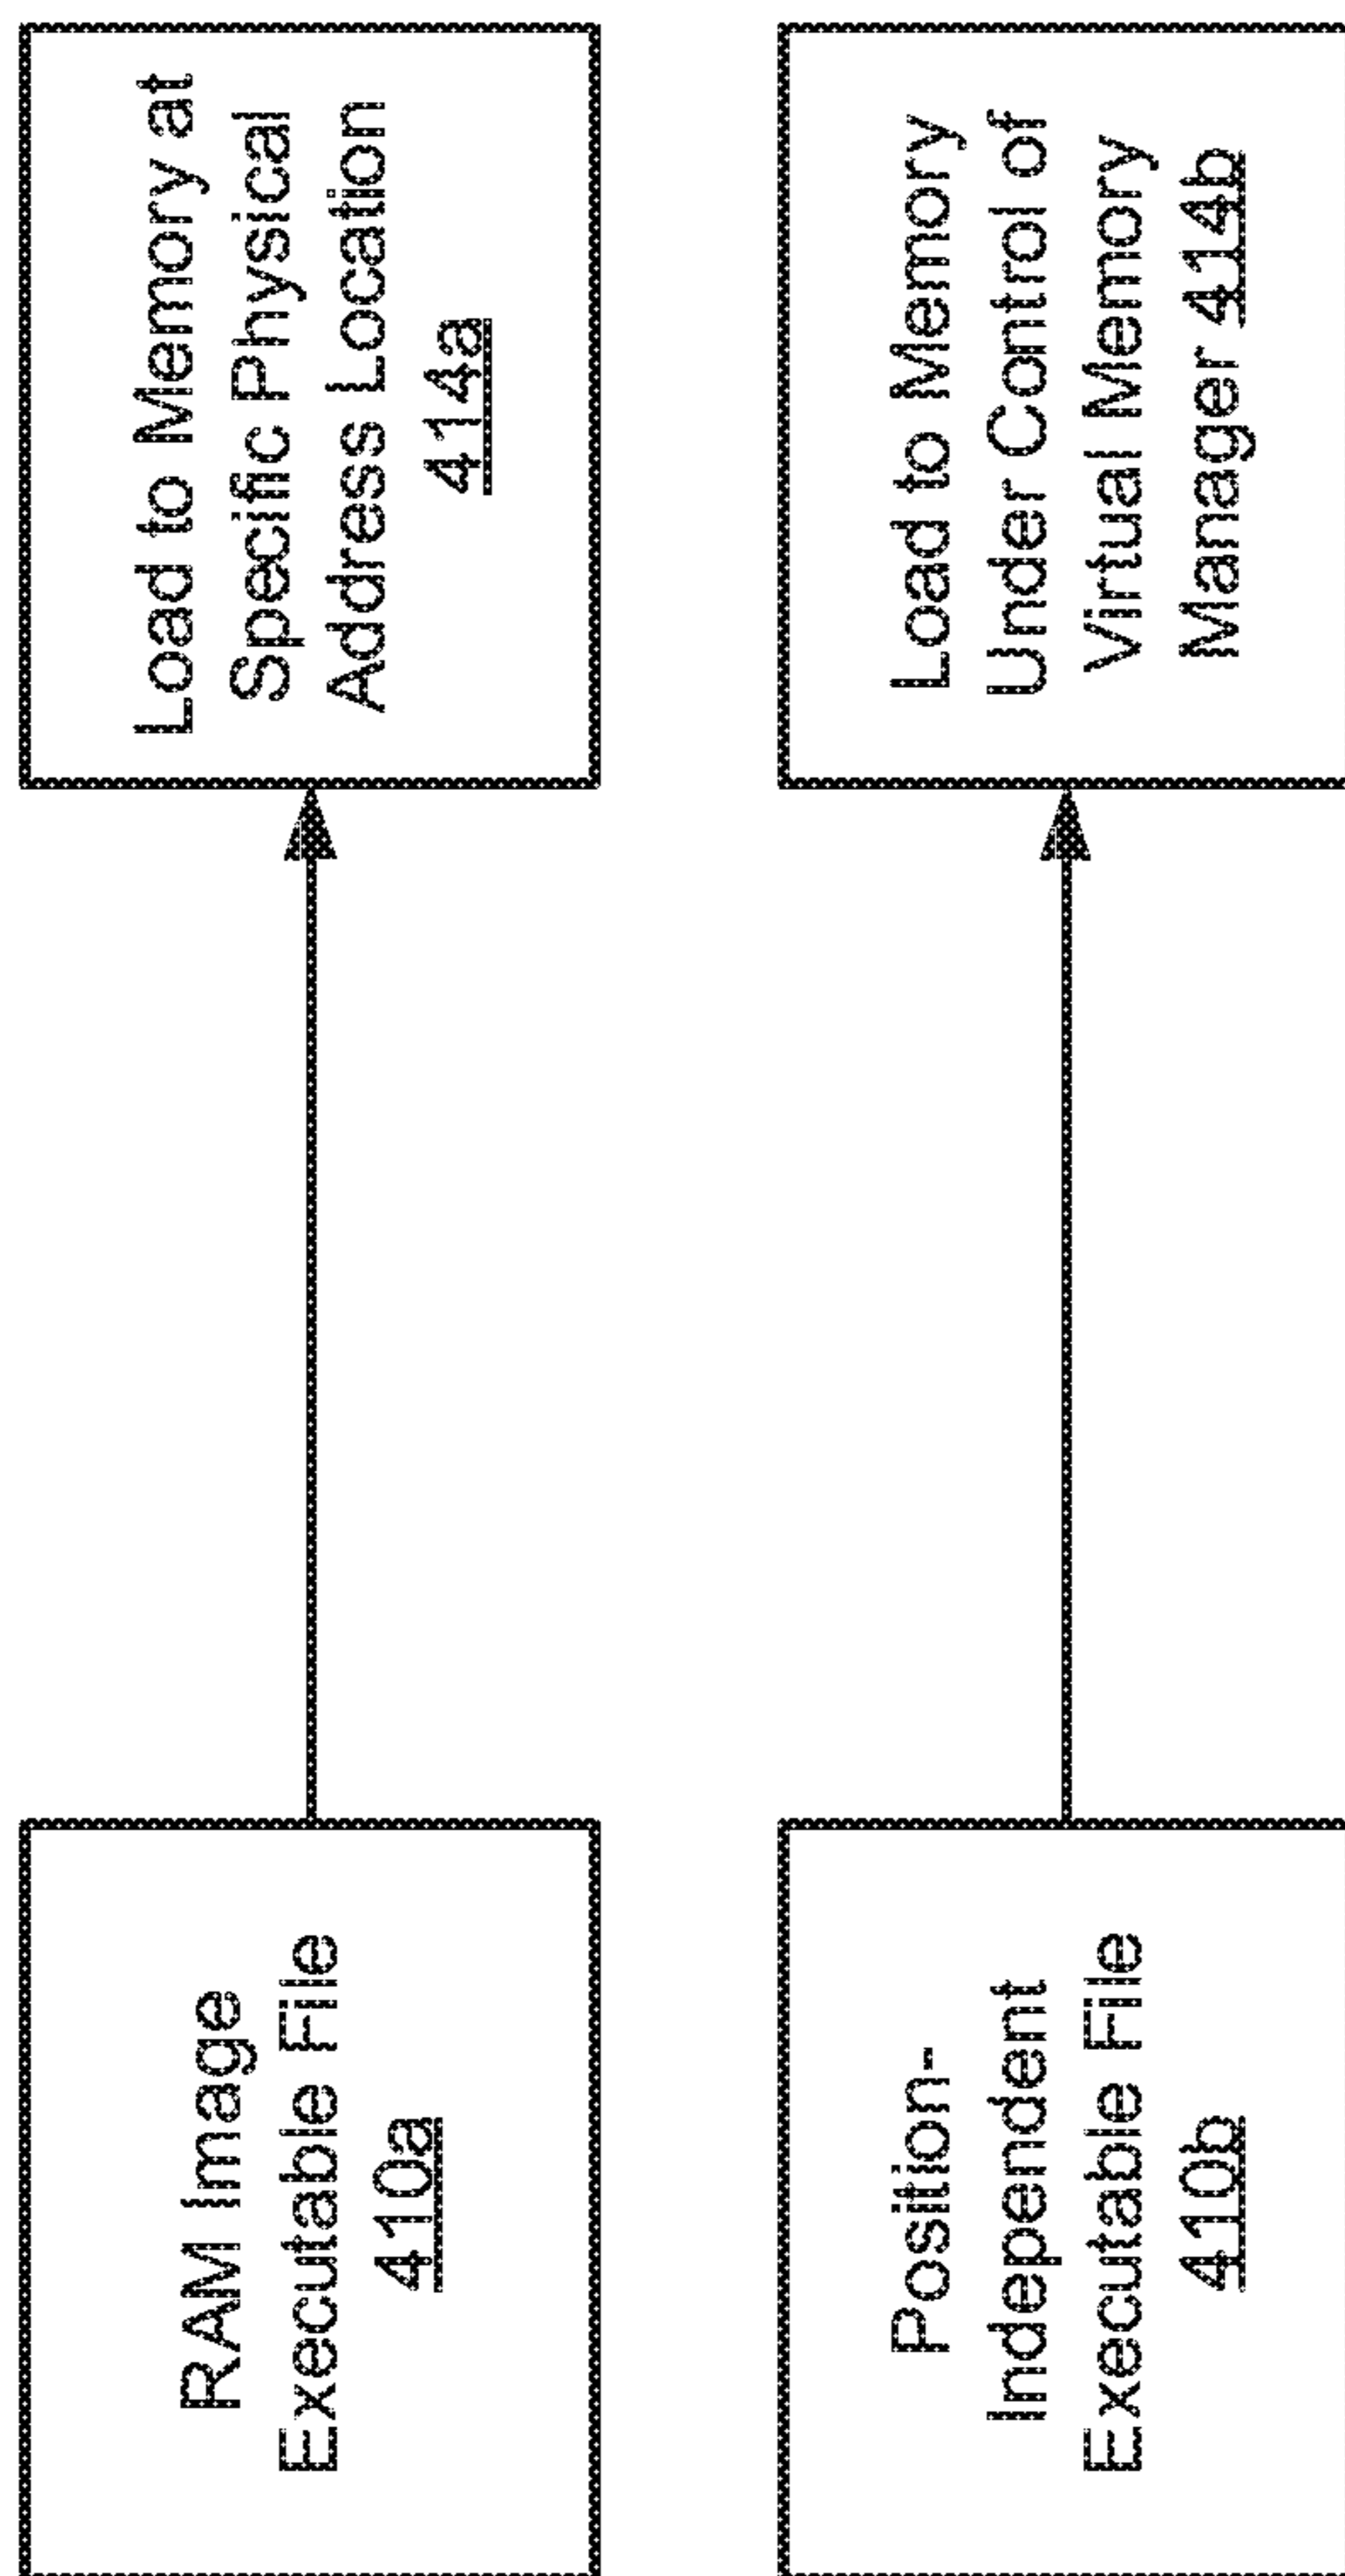 RAM Image
Executable File
410a
Load to Memory at
Specific Physical
Address Location
414a
Position-
Independent
Executable File
410b
Load to Memory
Under Control of
Virtual Memory
Manager 414b